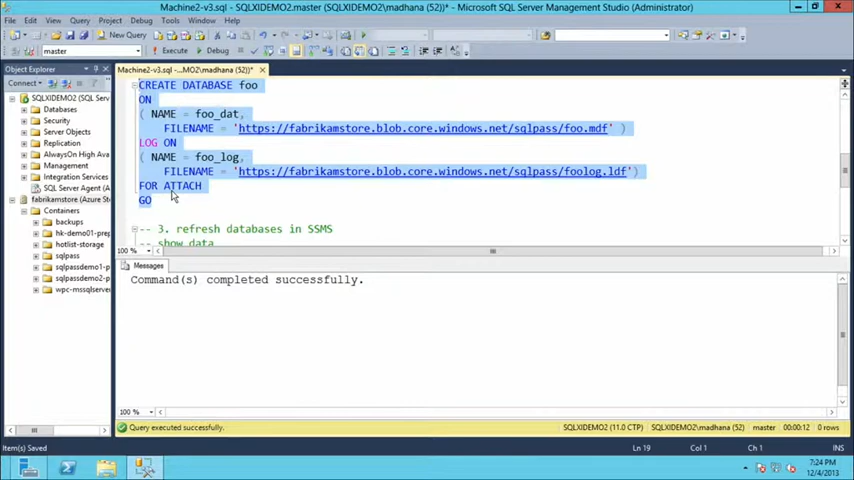 Machine2-v3.sql - SQLXIDEMO2.master (SQLXIDEMO2\madhana (52))* - Microsoft SQL Server Management Studio (Administrator)
File Edit View Query Project Debug Tools Window Help
New Query
master
Execute
Debug
Object Explorer
Machine2-v3.sql -...MO2\madhana (52))*
Connect
SQLXIDEMO2 (SQL Serv
Databases
Security
Server Objects
Replication
AlwaysOn High Avai
Management
Integration Services
SQL Server Agent (A
fabrikamstore (Azure Sto
Containers
backups
hk-demo01-prep
hotlist-storage
sqlpass
sqlpassdemo1-p
sqlpassdemo2-p
wpc-mssqlserver
CREATE DATABASE foo
ON
( NAME = foo_dat,
FILENAME = 'https://fabrikamstore.blob.core.windows.net/sqlpass/foo.mdf' )
LOG ON
( NAME = foo_log,
FILENAME = 'https://fabrikamstore.blob.core.windows.net/sqlpass/foolog.ldf')
FOR ATTACH
GO
-- 3. refresh databases in SSMS
-- show data
100 %
Messages
Command(s) completed successfully.
100 %
Query executed successfully.
SQLXIDEMO2 (11.0 CTP)
SQLXIDEMO2\madhana (52)
master
00:00:12
0 rows
Item(s) Saved
Ln 19
Col 1
Ch 1
INS
7:24 PM
12/4/2013